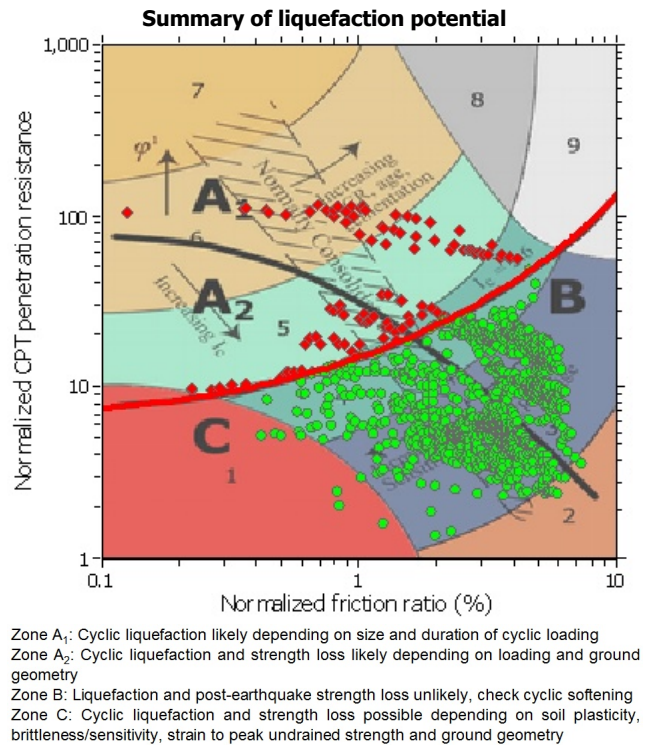 Summary of liquefaction potential
1,000
100
10
1
Normalized CPT penetration resistance
7
8
9
φ'
Increasing
OCR, age,
cementation
Normally Consolidated
A1
6
A2
Increasing Ic
5
B
C
1
2
0.1
1
10
Normalized friction ratio (%)
Zone A1: Cyclic liquefaction likely depending on size and duration of cyclic loading
Zone A2: Cyclic liquefaction and strength loss likely depending on loading and ground
geometry
Zone B: Liquefaction and post-earthquake strength loss unlikely, check cyclic softening
Zone C: Cyclic liquefaction and strength loss possible depending on soil plasticity,
brittleness/sensitivity, strain to peak undrained strength and ground geometry